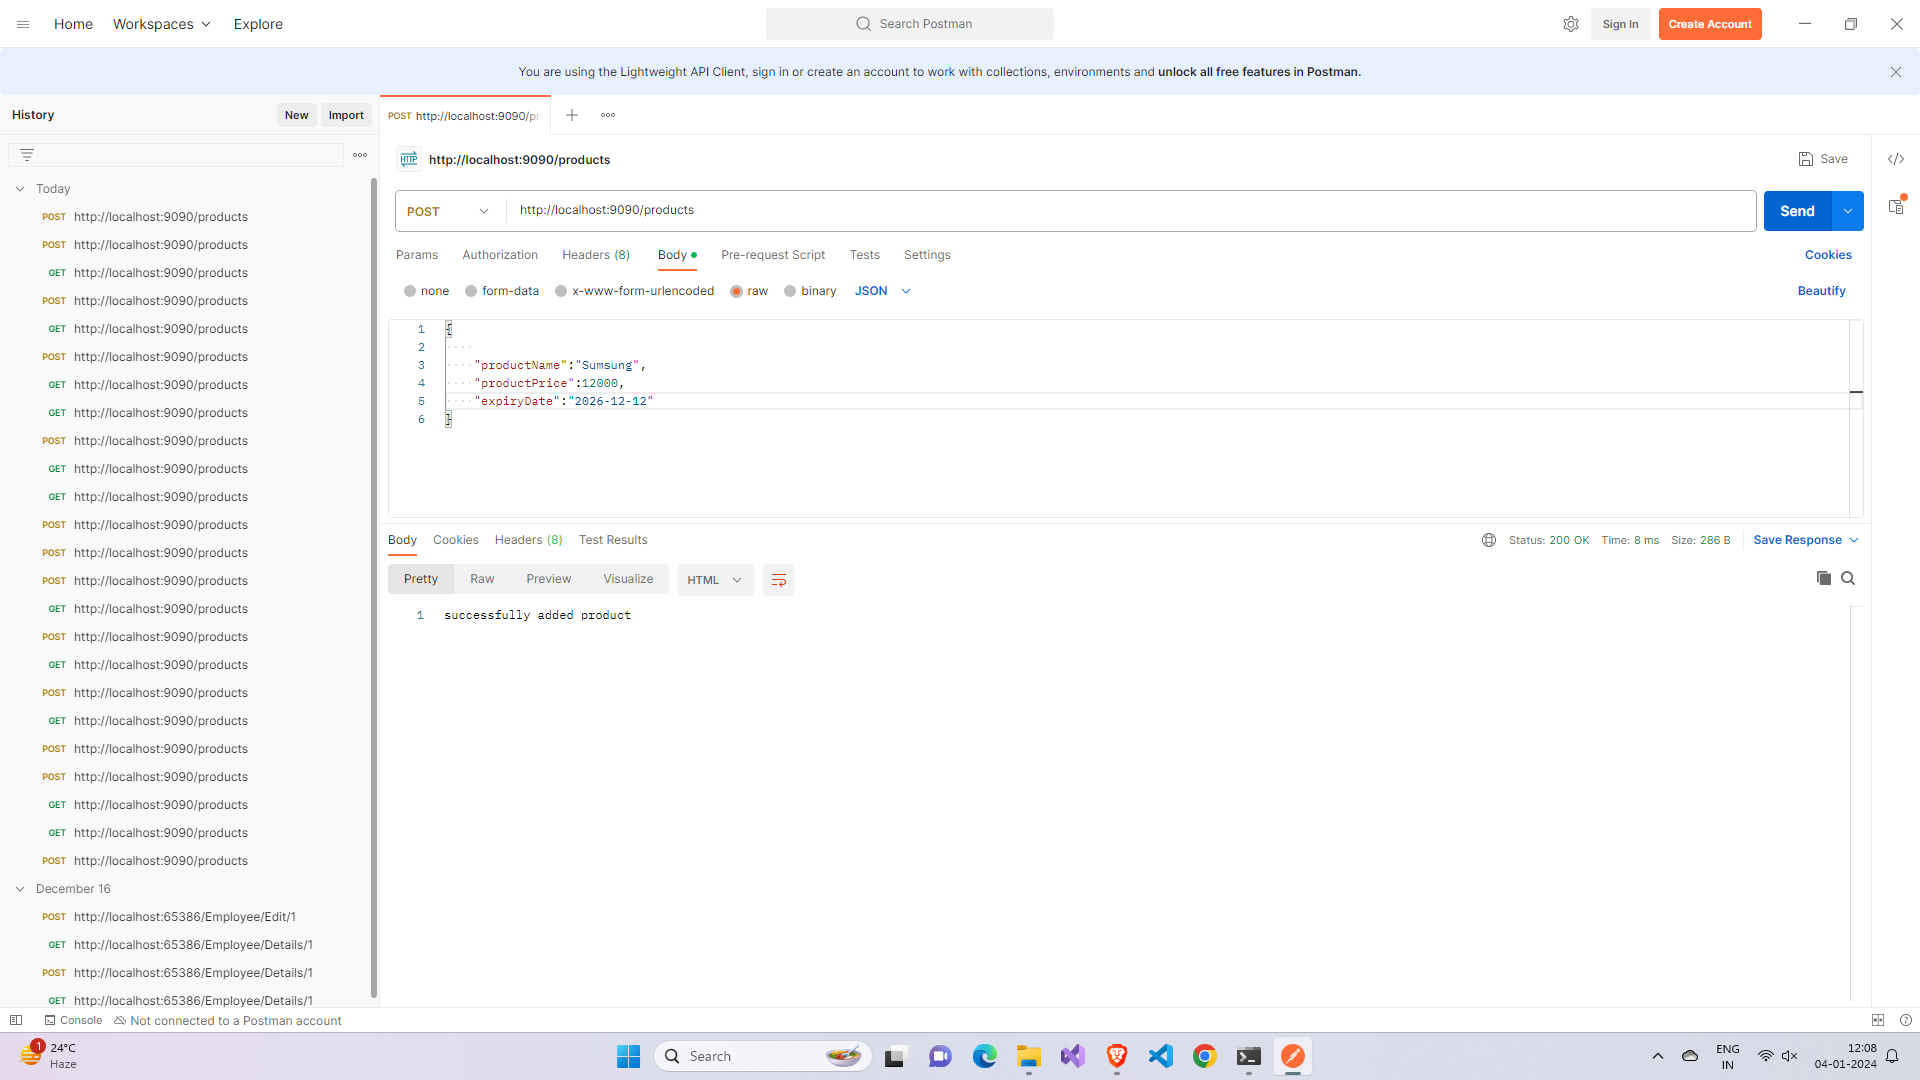 Home Workspaces Explore Search Postman Sign In Create Account
You are using the Lightweight API Client, sign in or create an account to work with collections, environments and unlock all free features in Postman.
History New Import
POST http://localhost:9090/pr
Today
POST http://localhost:9090/products
POST http://localhost:9090/products
GET http://localhost:9090/products
POST http://localhost:9090/products
GET http://localhost:9090/products
POST http://localhost:9090/products
GET http://localhost:9090/products
GET http://localhost:9090/products
POST http://localhost:9090/products
GET http://localhost:9090/products
GET http://localhost:9090/products
POST http://localhost:9090/products
POST http://localhost:9090/products
POST http://localhost:9090/products
GET http://localhost:9090/products
POST http://localhost:9090/products
GET http://localhost:9090/products
POST http://localhost:9090/products
GET http://localhost:9090/products
POST http://localhost:9090/products
POST http://localhost:9090/products
GET http://localhost:9090/products
GET http://localhost:9090/products
POST http://localhost:9090/products
December 16
POST http://localhost:65386/Employee/Edit/1
GET http://localhost:65386/Employee/Details/1
POST http://localhost:65386/Employee/Details/1
GET http://localhost:65386/Employee/Details/1
HTTP http://localhost:9090/products Save
POST http://localhost:9090/products Send
Params Authorization Headers (8) Body Pre-request Script Tests Settings Cookies
none form-data x-www-form-urlencoded raw binary JSON Beautify
1 {
2
3 "productName":"Sumsung",
4 "productPrice":12000,
5 "expiryDate":"2026-12-12"
6 }
Body Cookies Headers (8) Test Results Status: 200 OK Time: 8 ms Size: 286 B Save Response
Pretty Raw Preview Visualize HTML
1 successfully added product
Console Not connected to a Postman account
1 24°C
Haze
Search
ENG
IN
12:08
04-01-2024